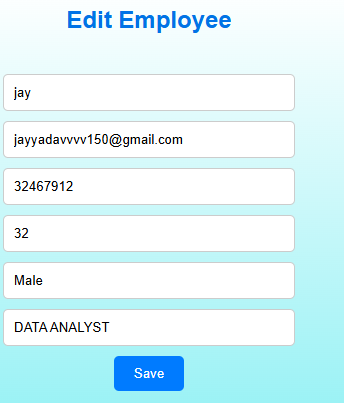 Edit Employee
jay
jayyadavvvv150@gmail.com
32467912
32
Male
DATA ANALYST
Save